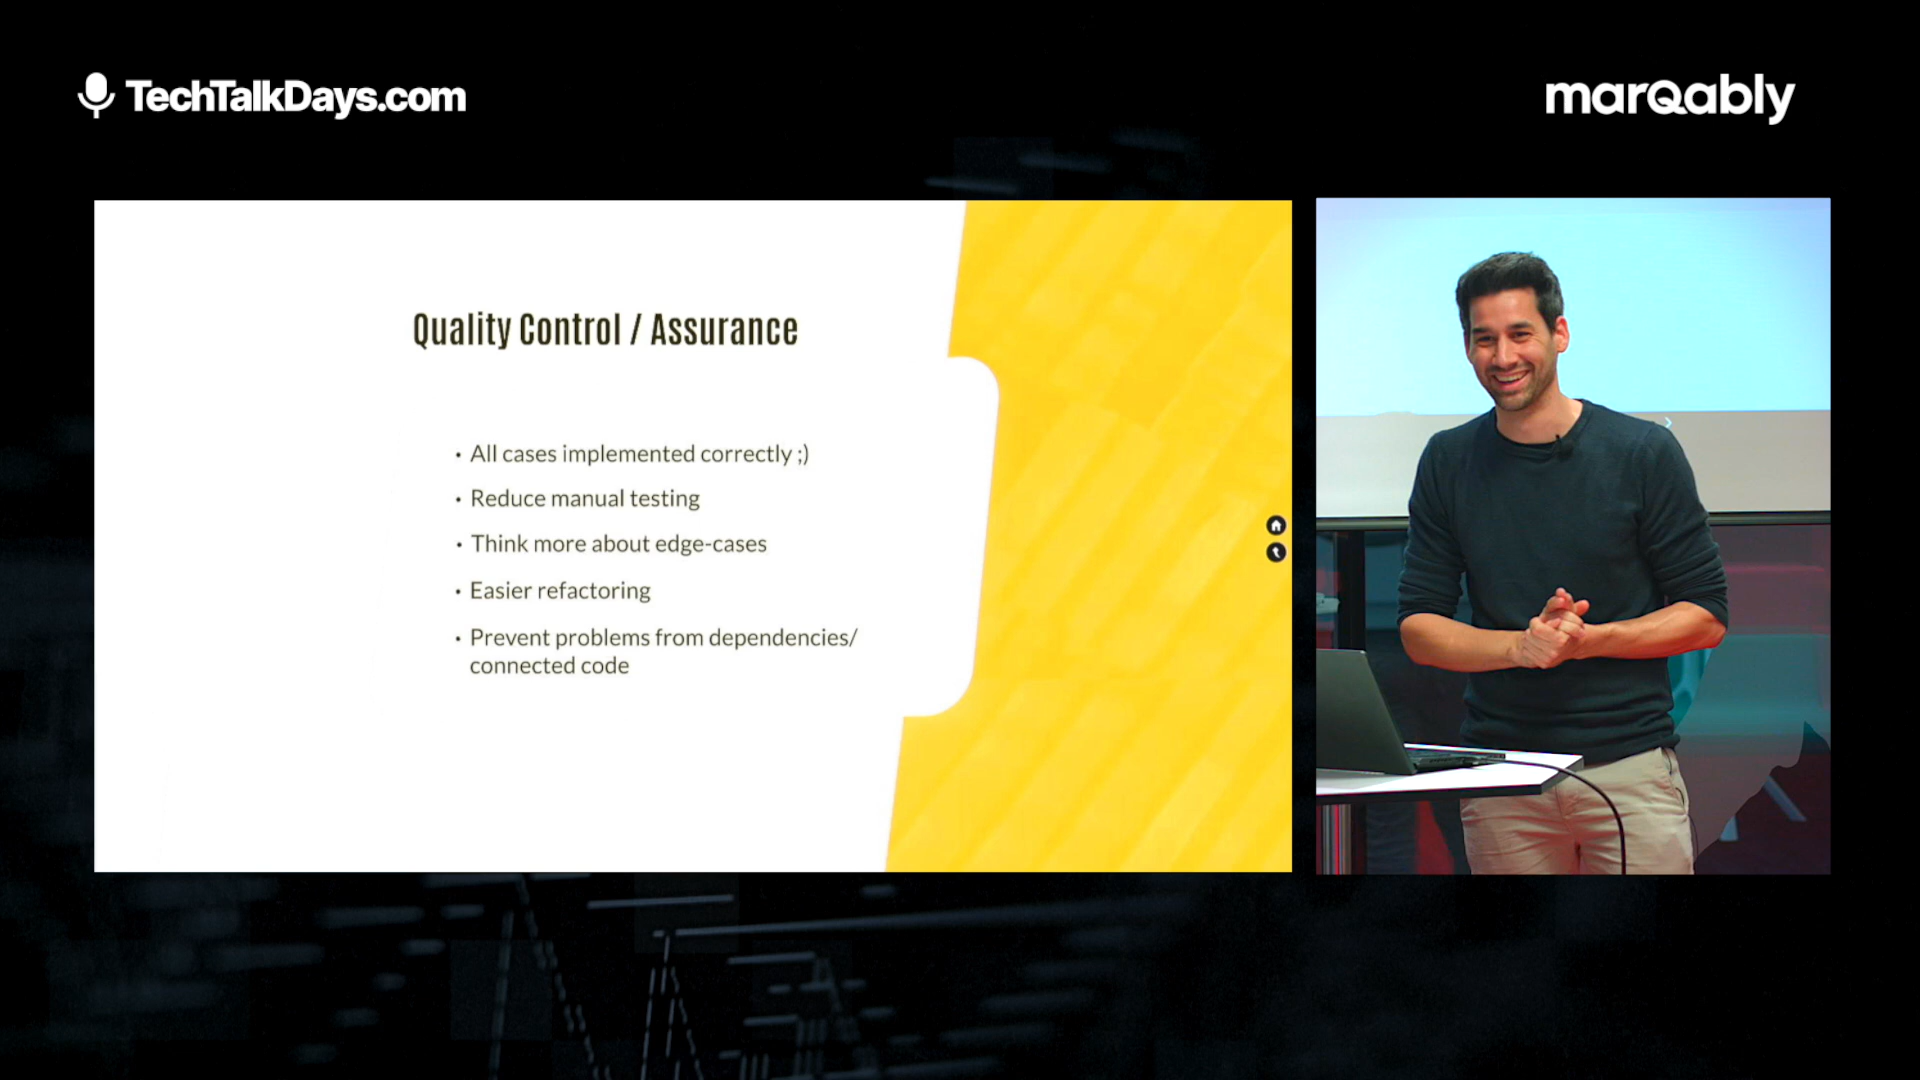 TechTalkDays.com
marQably
Quality Control / Assurance
• All cases implemented correctly ;)
• Reduce manual testing
• Think more about edge-cases
• Easier refactoring
• Prevent problems from dependencies/
connected code